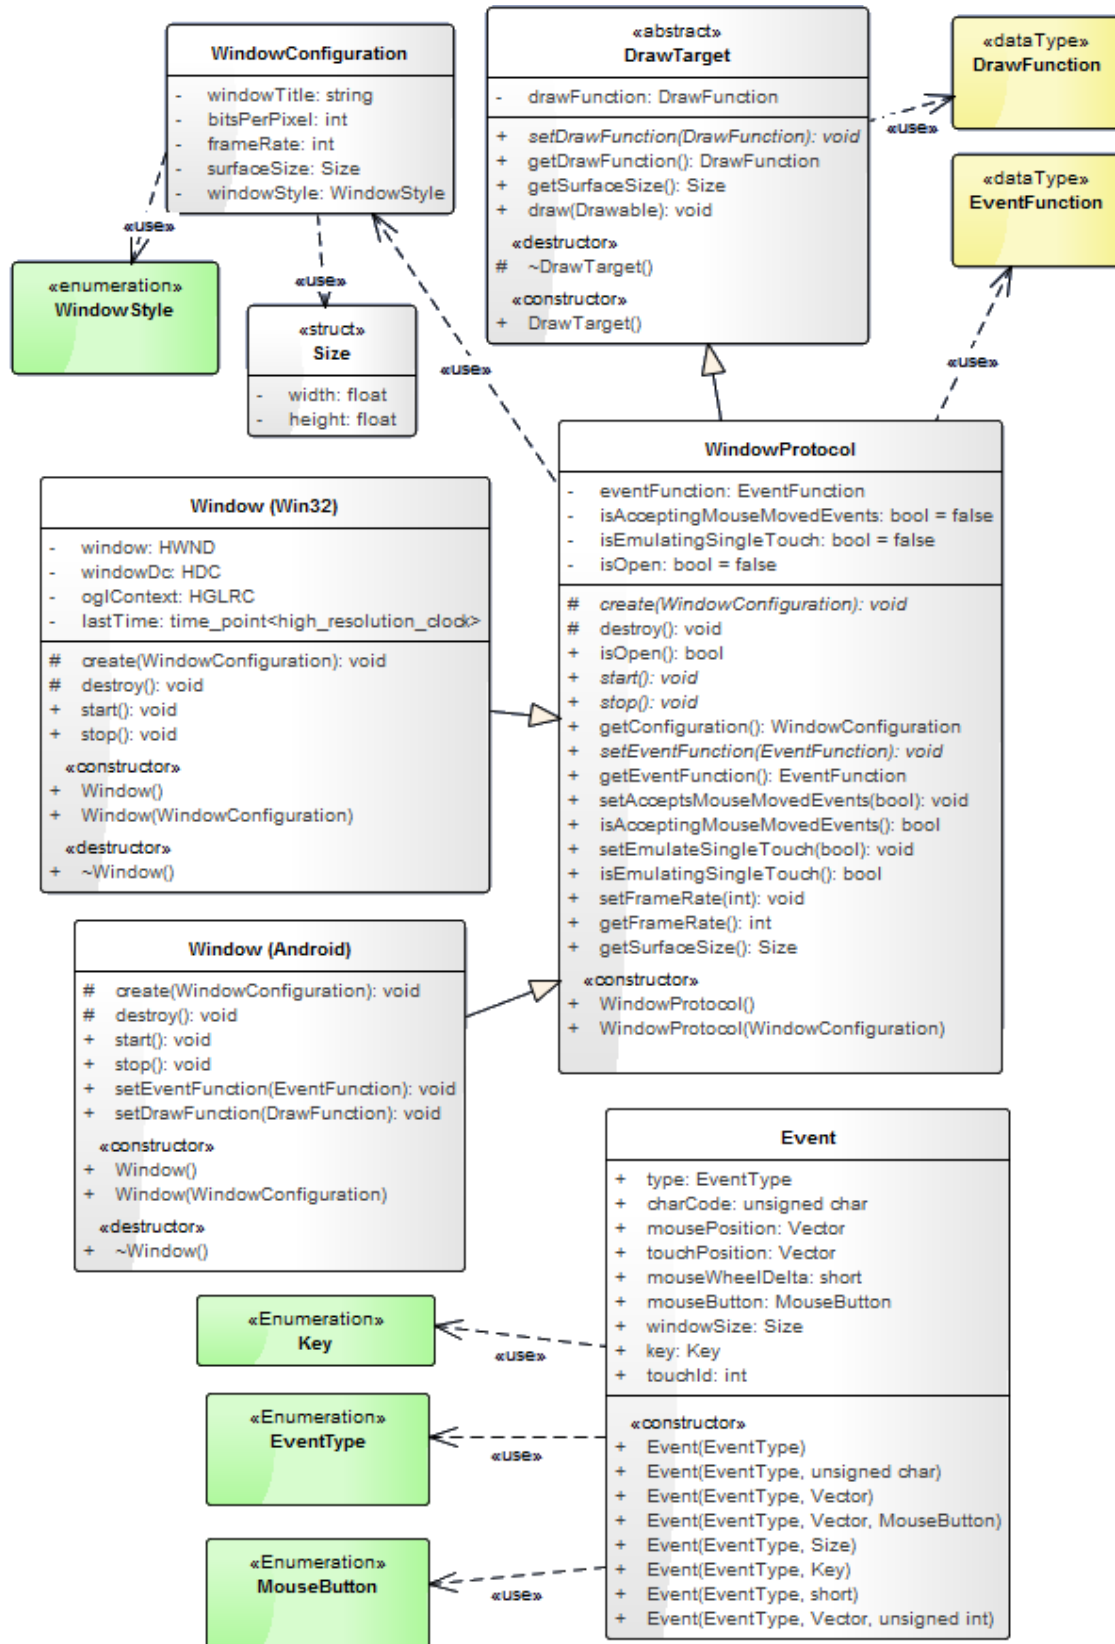 WindowConfiguration
- windowTitle: string
- bitsPerPixel: int
- frameRate: int
- surfaceSize: Size
- windowStyle: WindowStyle
«abstract»
DrawTarget
- drawFunction: DrawFunction
+ setDrawFunction(DrawFunction): void
+ getDrawFunction(): DrawFunction
+ getSurfaceSize(): Size
+ draw(Drawable): void
«destructor»
# ~DrawTarget()
«constructor»
+ DrawTarget()
«dataType»
DrawFunction
«use»
«dataType»
EventFunction
«use»
«enumeration»
WindowStyle
«use»
«struct»
Size
- width: float
- height: float
«use»
«use»
WindowProtocol
- eventFunction: EventFunction
- isAcceptingMouseMovedEvents: bool = false
- isEmulatingSingleTouch: bool = false
- isOpen: bool = false
# create(WindowConfiguration): void
# destroy(): void
+ isOpen(): bool
+ start(): void
+ stop(): void
+ getConfiguration(): WindowConfiguration
+ setEventFunction(EventFunction): void
+ getEventFunction(): EventFunction
+ setAcceptsMouseMovedEvents(bool): void
+ isAcceptingMouseMovedEvents(): bool
+ setEmulateSingleTouch(bool): void
+ isEmulatingSingleTouch(): bool
+ setFrameRate(int): void
+ getFrameRate(): int
+ getSurfaceSize(): Size
«constructor»
+ WindowProtocol()
+ WindowProtocol(WindowConfiguration)
Window (Win32)
- window: HWND
- windowDc: HDC
- oglContext: HGLRC
- lastTime: time_point<high_resolution_clock>
# create(WindowConfiguration): void
# destroy(): void
+ start(): void
+ stop(): void
«constructor»
+ Window()
+ Window(WindowConfiguration)
«destructor»
+ ~Window()
Window (Android)
# create(WindowConfiguration): void
# destroy(): void
+ start(): void
+ stop(): void
+ setEventFunction(EventFunction): void
+ setDrawFunction(DrawFunction): void
«constructor»
+ Window()
+ Window(WindowConfiguration)
«destructor»
+ ~Window()
Event
+ type: EventType
+ charCode: unsigned char
+ mousePosition: Vector
+ touchPosition: Vector
+ mouseWheelDelta: short
+ mouseButton: MouseButton
+ windowSize: Size
+ key: Key
+ touchId: int
«constructor»
+ Event(EventType)
+ Event(EventType, unsigned char)
+ Event(EventType, Vector)
+ Event(EventType, Vector, MouseButton)
+ Event(EventType, Size)
+ Event(EventType, Key)
+ Event(EventType, short)
+ Event(EventType, Vector, unsigned int)
«Enumeration»
Key
«use»
«Enumeration»
EventType
«use»
«Enumeration»
MouseButton
«use»